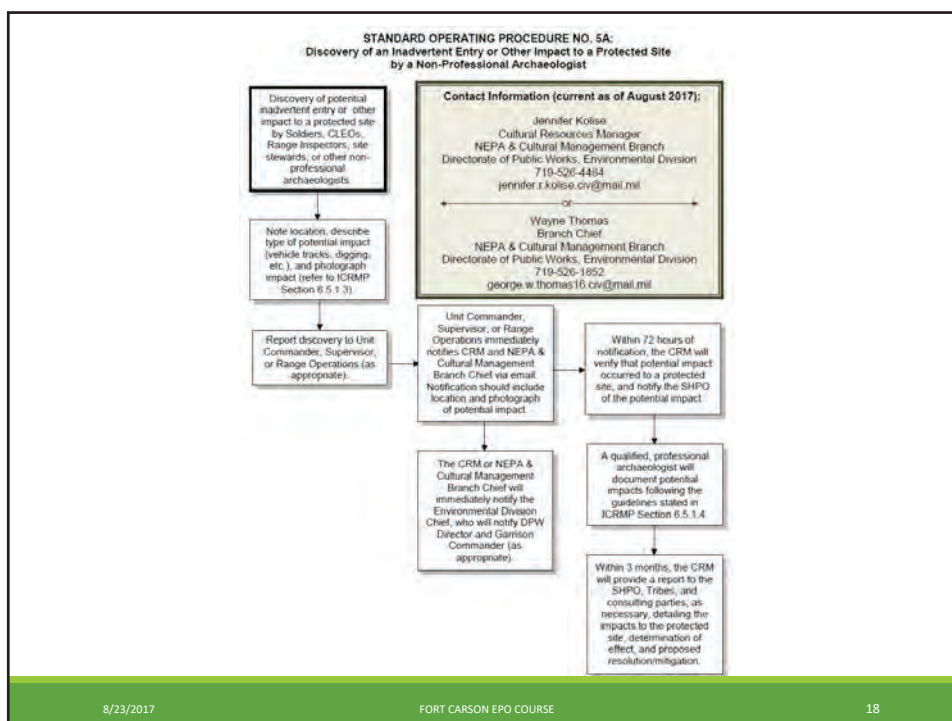 STANDARD OPERATING PROCEDURE NO. 5A:
Discovery of an Inadvertent Entry or Other Impact to a Protected Site
by a Non-Professional Archaeologist
Discovery of potential
inadvertent entry or other
impact to a protected site
by Soldiers, CLEOs,
Range Inspectors, site
stewards, or other non-
professional
archaeologists.
Contact Information (current as of August 2017):
Jennifer Kolise
Cultural Resources Manager
NEPA & Cultural Management Branch
Directorate of Public Works, Environmental Division
719-526-4484
jennifer.r.kolise.civ@mail.mil
or
Wayne Thomas
Branch Chief
NEPA & Cultural Management Branch
Directorate of Public Works, Environmental Division
719-526-1852
george.w.thomas16.civ@mail.mil
Note location, describe
type of potential impact
(vehicle tracks, digging,
etc.), and photograph
impact (refer to ICRMP
Section 6.5.1.3).
Report discovery to Unit
Commander, Supervisor,
or Range Operations (as
appropriate).
Unit Commander,
Supervisor, or Range
Operations immediately
notifies CRM and NEPA &
Cultural Management
Branch Chief via email.
Notification should include
location and photograph
of potential impact.
Within 72 hours of
notification, the CRM will
verify that potential impact
occurred to a protected
site, and notify the SHPO
of the potential impact.
The CRM or NEPA &
Cultural Management
Branch Chief will
immediately notify the
Environmental Division
Chief, who will notify DPW
Director and Garrison
Commander (as
appropriate).
A qualified, professional
archaeologist will
document potential
impacts following the
guidelines stated in
ICRMP Section 6.5.1.4.
Within 3 months, the CRM
will provide a report to the
SHPO, Tribes, and
consulting parties, as
necessary, detailing the
impacts to the protected
site, determination of
effect, and proposed
resolution/mitigation.
8/23/2017
FORT CARSON EPO COURSE
18